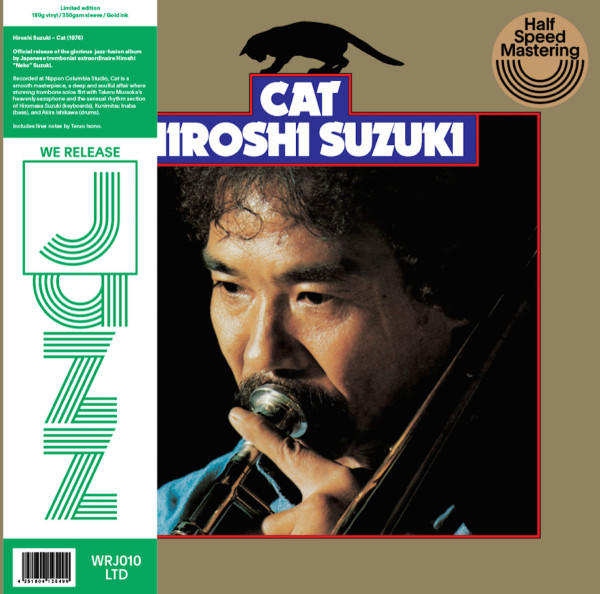 Limited edition
180g vinyl / 350gsm sleeve / Gold ink
Hiroshi Suzuki – Cat (1976)
Official release of the glorious jazz-fusion album
by Japanese trombonist extraordinaire Hiroshi
"Neko" Suzuki.
Recorded at Nippon Columbia Studio, Cat is a
smooth masterpiece, a deep and soulful affair where
stunning trombone solos flirt with Takeru Muraoka's
heavenly saxophone and the sensual rhythm section
of Hiromasa Suzuki (keyboards), Kunimitsu Inaba
(bass), and Akira Ishikawa (drums).
Includes liner notes by Teruo Isono.
WE RELEASE
Jazz
WRJ010
LTD
CAT
HIROSHI SUZUKI
Half
Speed
Mastering